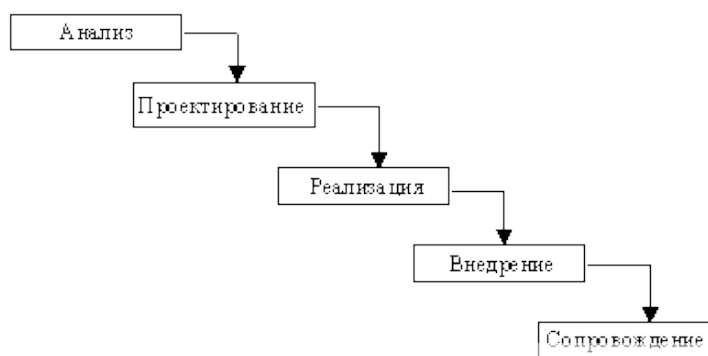 Анализ
Проектирование
Реализация
Внедрение
Сопровождение